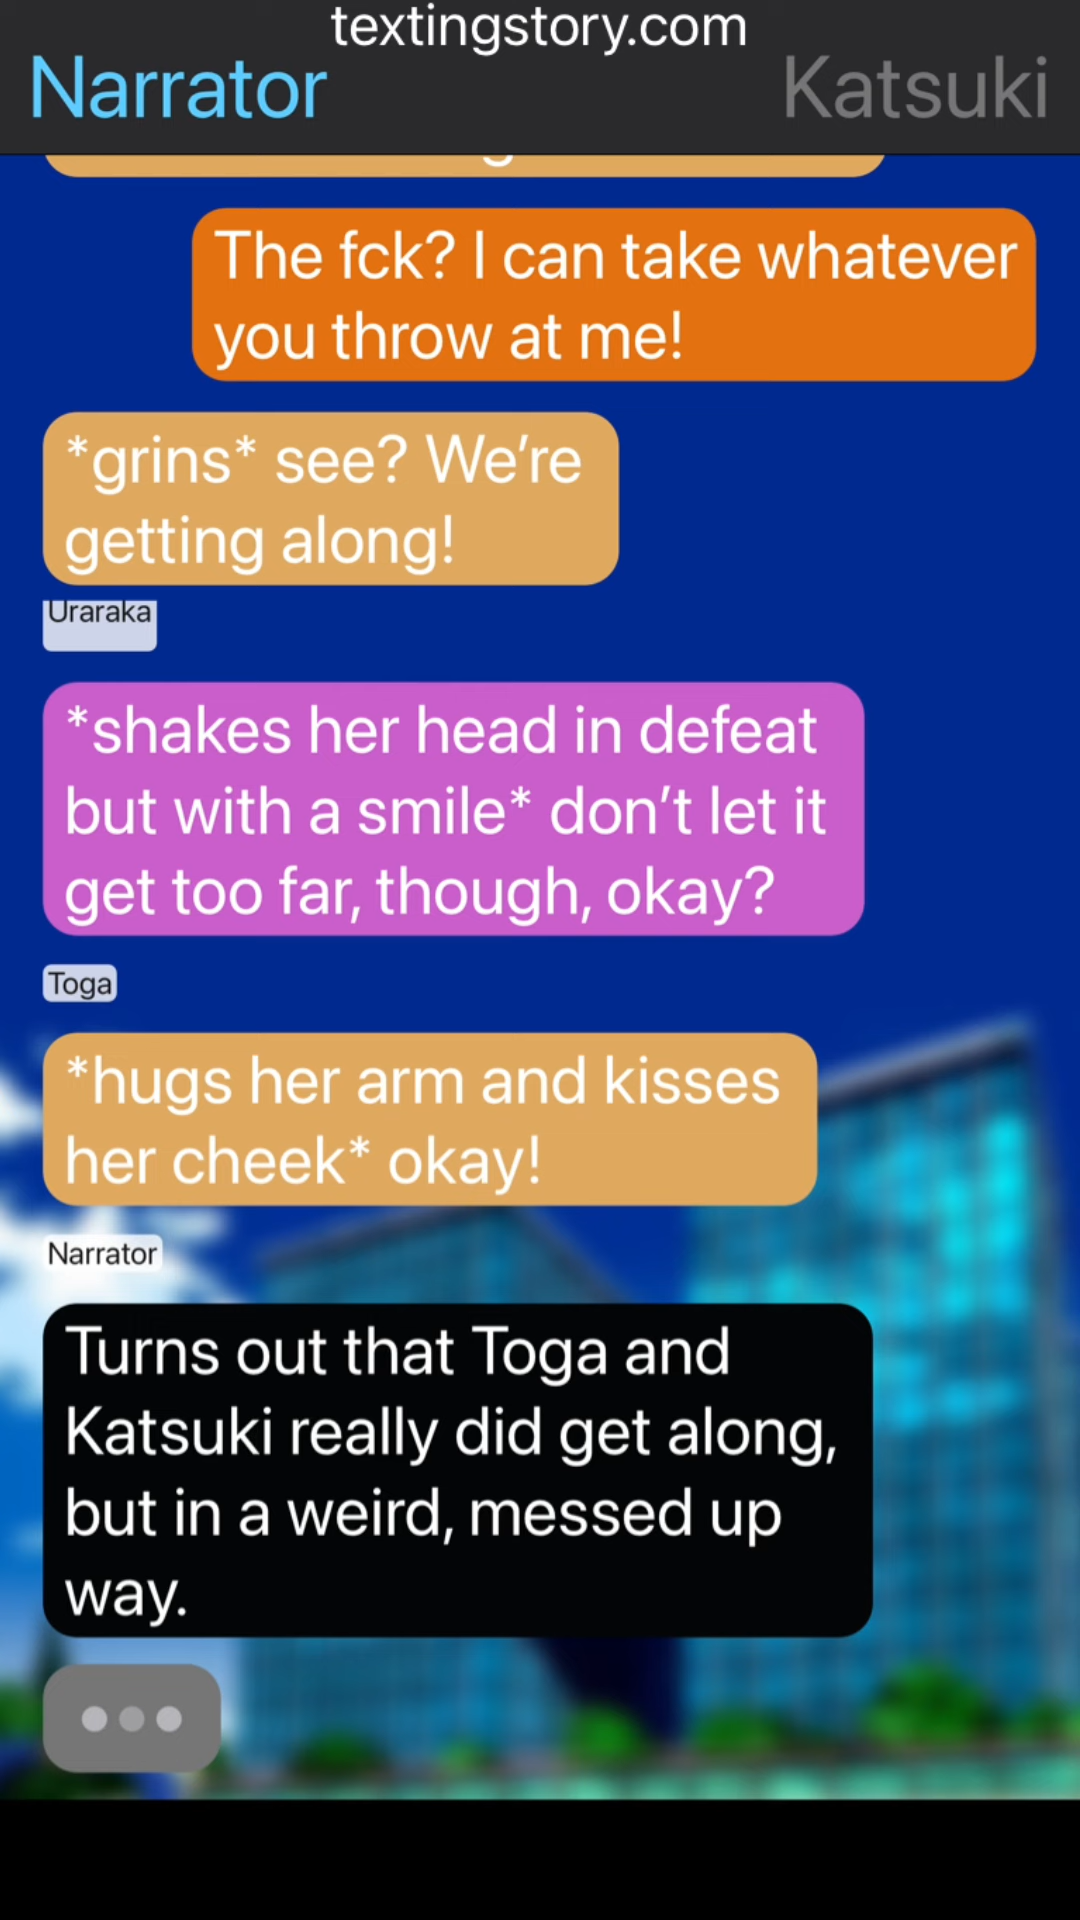 textingstory.com
Narrator
Katsuki
The fck? I can take whatever
you throw at me!
*grins* see? We’re
getting along!
Uraraka
*shakes her head in defeat
but with a smile* don’t let it
get too far, though, okay?
Toga
*hugs her arm and kisses
her cheek* okay!
Narrator
Turns out that Toga and
Katsuki really did get along,
but in a weird, messed up
way.